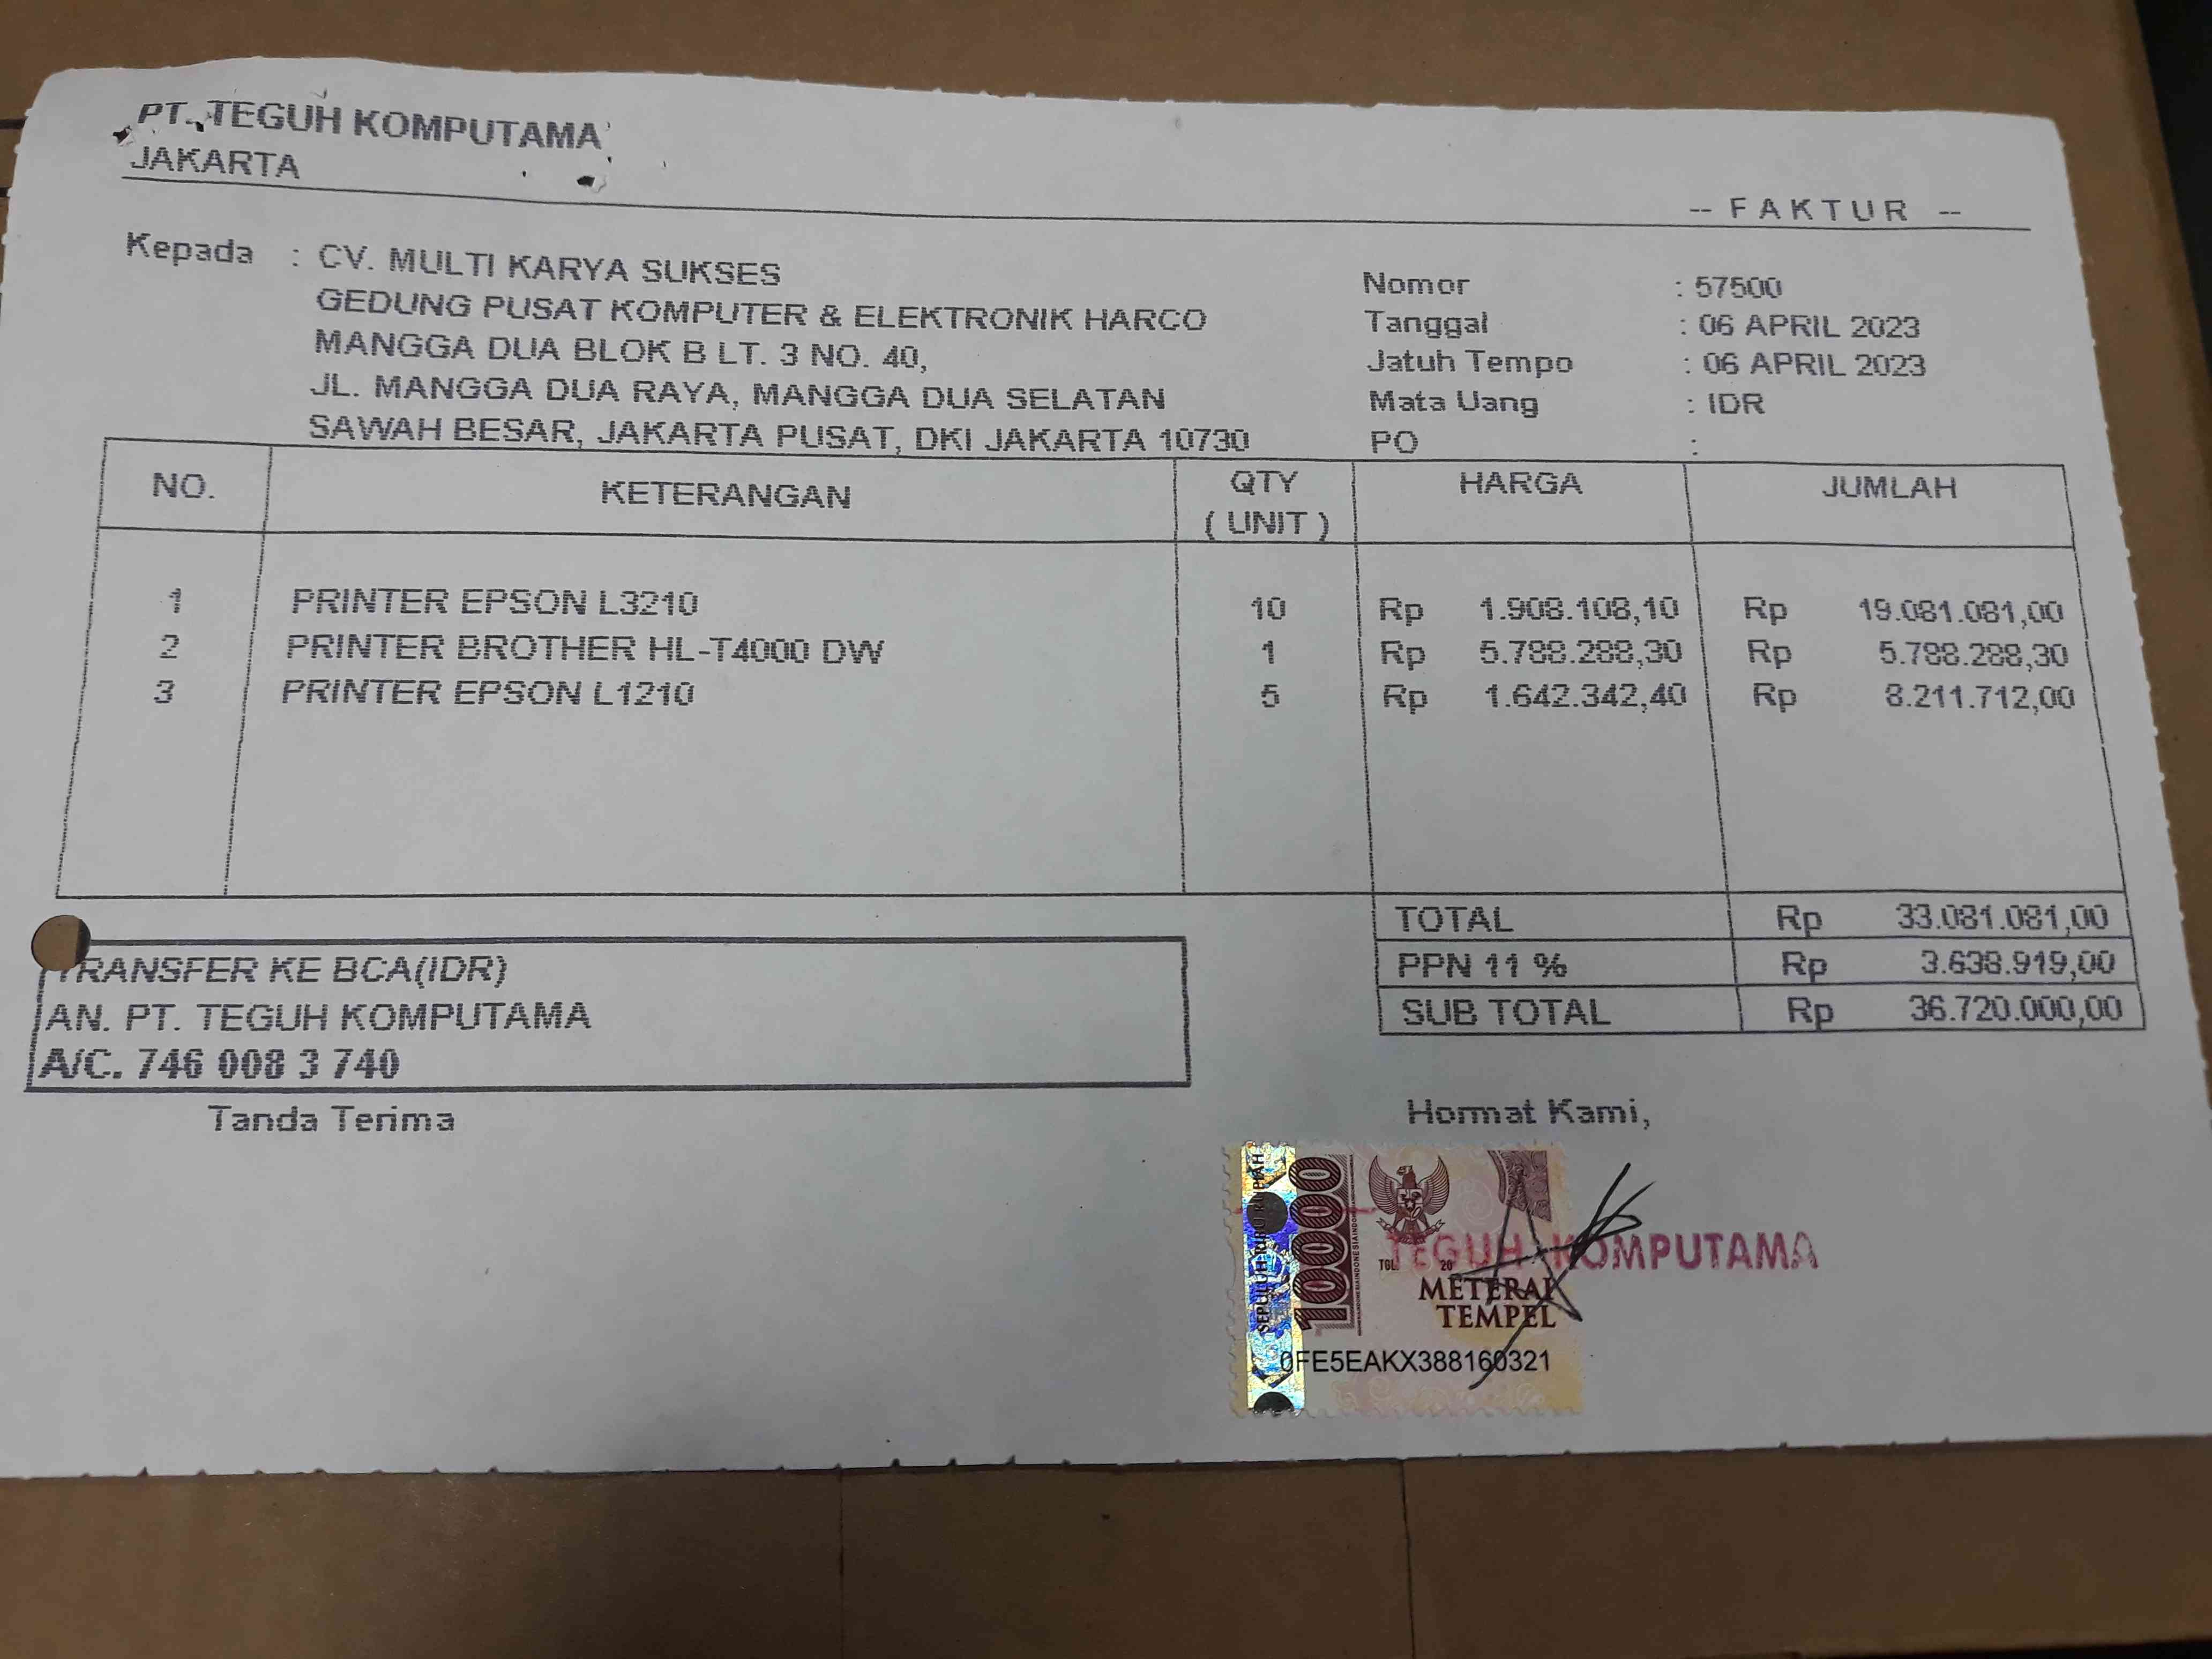 PT. TEGUH KOMPUTAMA
JAKARTA
-- FAKTUR --
Kepada : CV. MULTI KARYA SUKSES
GEDUNG PUSAT KOMPUTER & ELEKTRONIK HARCO
MANGGA DUA BLOK B LT. 3 NO. 40,
JL. MANGGA DUA RAYA, MANGGA DUA SELATAN
SAWAH BESAR, JAKARTA PUSAT, DKI JAKARTA 10730
Nomor : 57500
Tanggal : 06 APRIL 2023
Jatuh Tempo : 06 APRIL 2023
Mata Uang : IDR
PO :
NO. KETERANGAN QTY ( UNIT ) HARGA JUMLAH
1 PRINTER EPSON L3210 10 Rp 1.908.108,10 Rp 19.081.081,00
2 PRINTER BROTHER HL-T4000 DW 1 Rp 5.788.288,30 Rp 5.788.288,30
3 PRINTER EPSON L1210 5 Rp 1.642.342,40 Rp 8.211.712,00
TOTAL Rp 33.081.081,00
PPN 11 % Rp 3.638.919,00
SUB TOTAL Rp 36.720.000,00
TRANSFER KE BCA(IDR)
AN. PT. TEGUH KOMPUTAMA
A/C. 746 008 3 740
Tanda Terima
Hormat Kami,
SEPULUH RIBU RUPIAH
10000
TEGUH KOMPUTAMA
TGL. 20
METERAI
TEMPEL
0FE5EAKX388160321